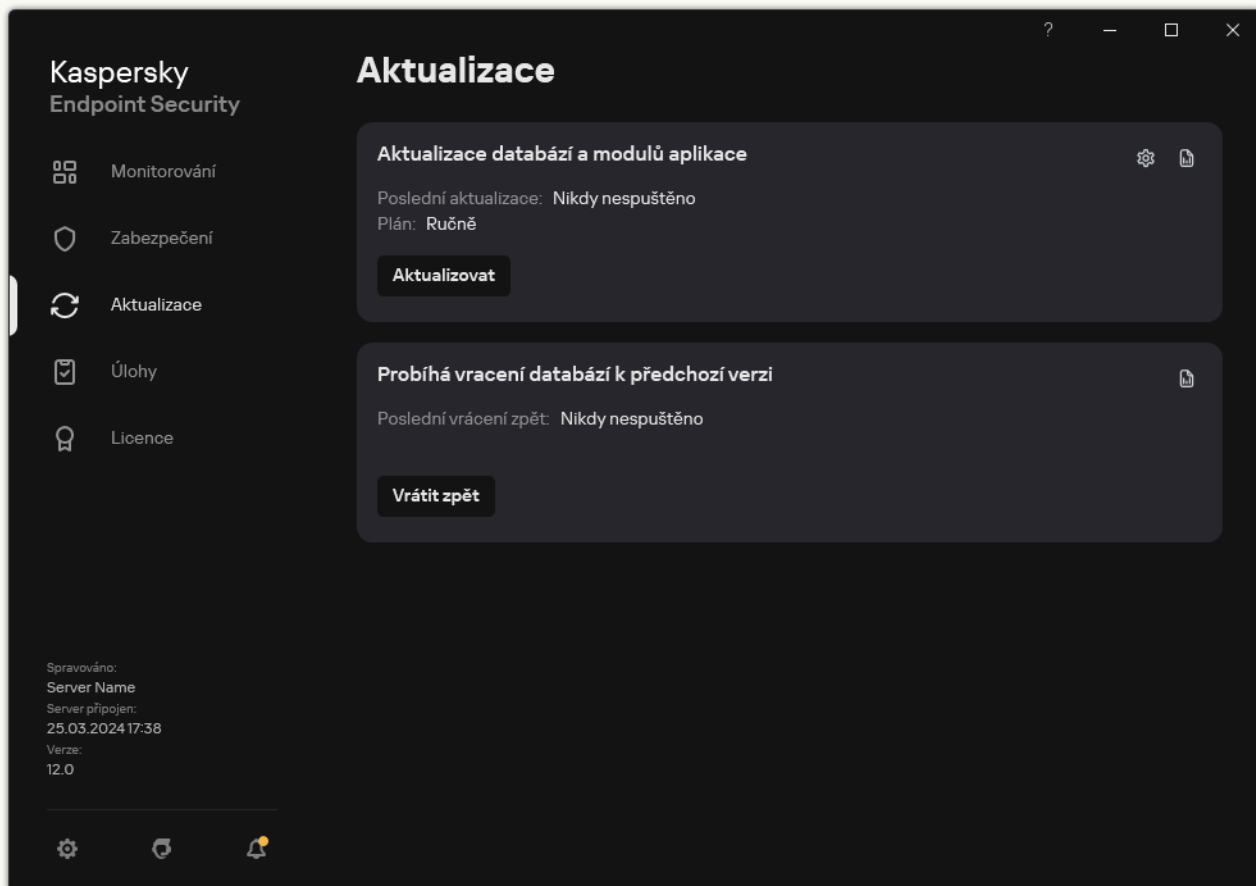 ?
Kaspersky
Endpoint Security
Monitorování
Zabezpečení
Aktualizace
Úlohy
Licence
Spravováno:
Server Name
Server připojen:
25.03.2024 17:38
Verze:
12.0
Aktualizace
Aktualizace databází a modulů aplikace
Poslední aktualizace: Nikdy nespuštěno
Plán: Ručně
Aktualizovat
Probíhá vracení databází k předchozí verzi
Poslední vrácení zpět: Nikdy nespuštěno
Vrátit zpět